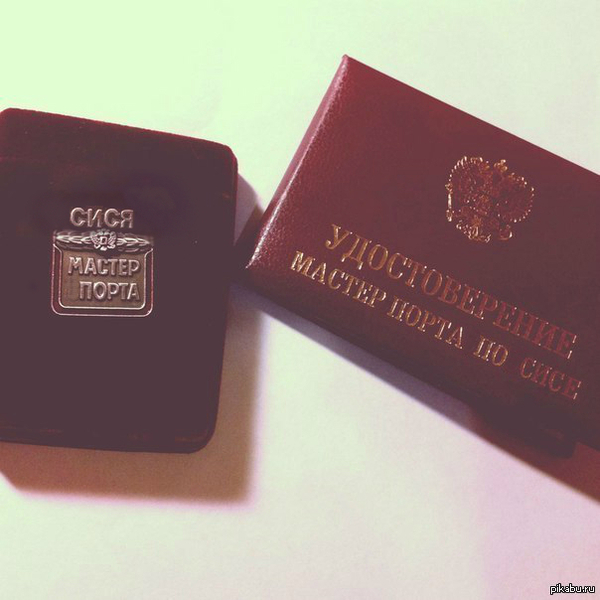 СИСЯ
МАСТЕР
ПОРТА
УДОСТОВЕРЕНИЕ
МАСТЕР ПОРТА ПО СИСЕ
pikabu.ru